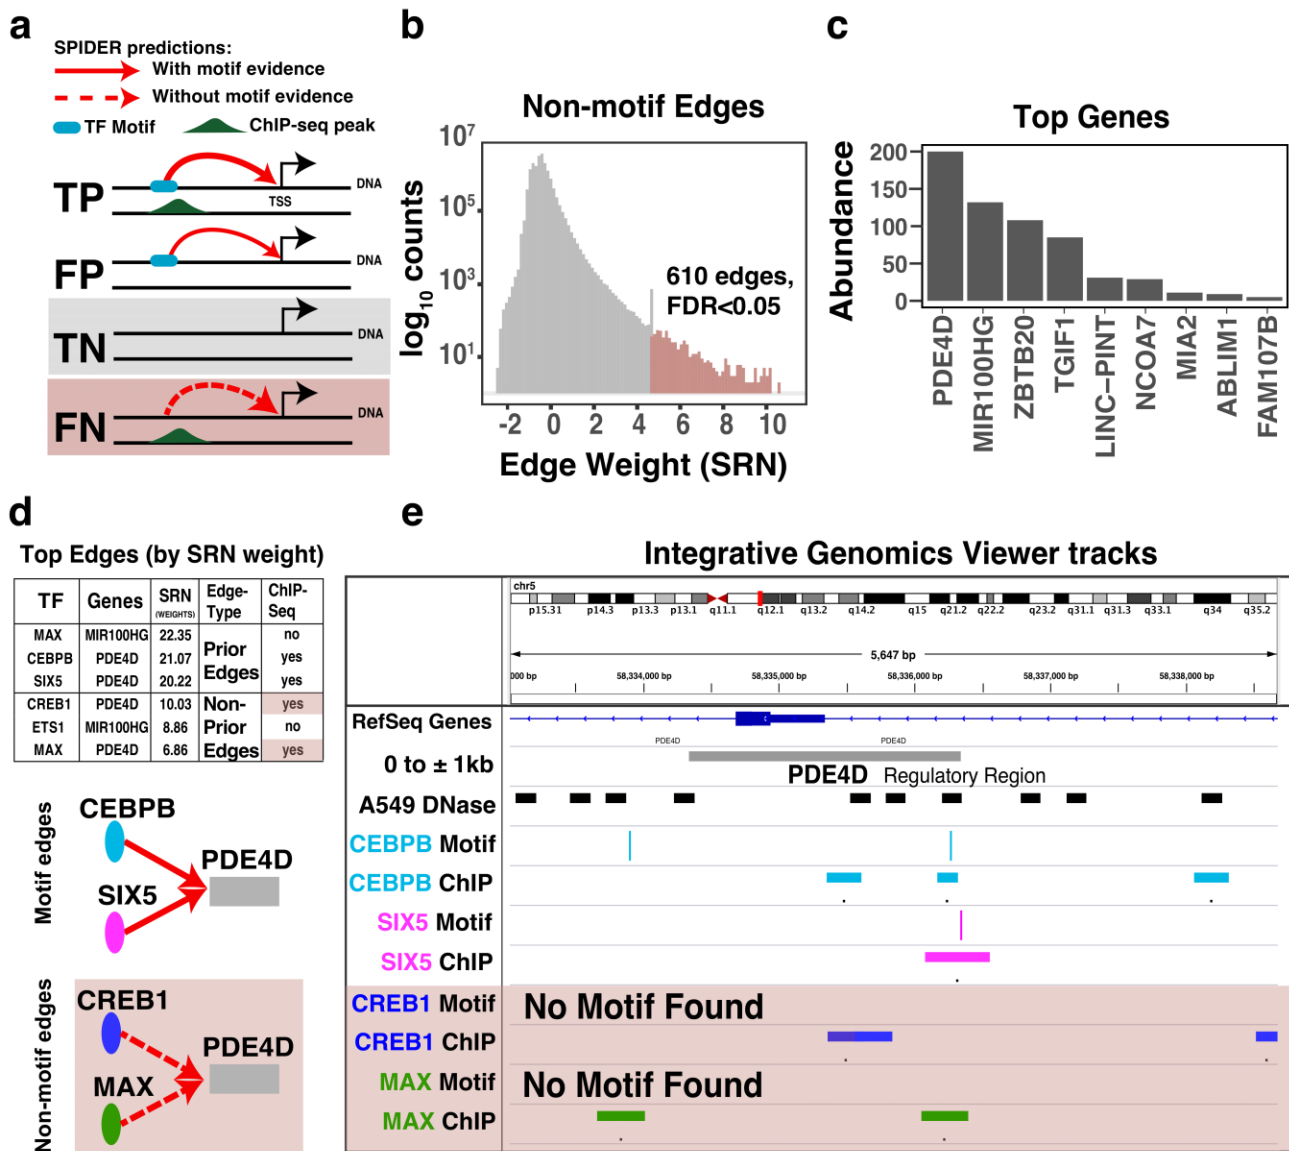 a
SPIDER predictions:
With motif evidence
Without motif evidence
TF Motif
ChIP-seq peak
TP
DNA
TSS
FP
DNA
TN
DNA
FN
DNA
b
Non-motif Edges
log10 counts
10^7
10^5
10^3
10^1
610 edges,
FDR<0.05
-2 0 2 4 6 8 10
Edge Weight (SRN)
c
Top Genes
Abundance
200
150
100
50
0
PDE4D
MIR100HG
ZBTB20
TGIF1
LINC-PINT
NCOA7
MIA2
ABLIM1
FAM107B
d
Top Edges (by SRN weight)
TF Genes SRN (WEIGHTS) Edge-Type ChIP-Seq
MAX MIR100HG 22.35 Prior Edges no
CEBPB PDE4D 21.07 yes
SIX5 PDE4D 20.22 yes
CREB1 PDE4D 10.03 Non-Prior Edges yes
ETS1 MIR100HG 8.86 no
MAX PDE4D 6.86 yes
Motif edges
CEBPB
SIX5
PDE4D
Non-motif edges
CREB1
MAX
PDE4D
e
Integrative Genomics Viewer tracks
chr5
p15.31 p14.3 p13.3 p13.1 q11.1 q12.1 q13.2 q14.2 q15 q21.2 q22.2 q23.2 q31.1 q31.3 q33.1 q34 q35.2
5,647 bp
000 bp 58,334,000 bp 58,335,000 bp 58,336,000 bp 58,337,000 bp 58,338,000 bp
RefSeq Genes
PDE4D PDE4D
0 to ± 1kb
PDE4D Regulatory Region
A549 DNase
CEBPB Motif
CEBPB ChIP
SIX5 Motif
SIX5 ChIP
CREB1 Motif No Motif Found
CREB1 ChIP
MAX Motif No Motif Found
MAX ChIP